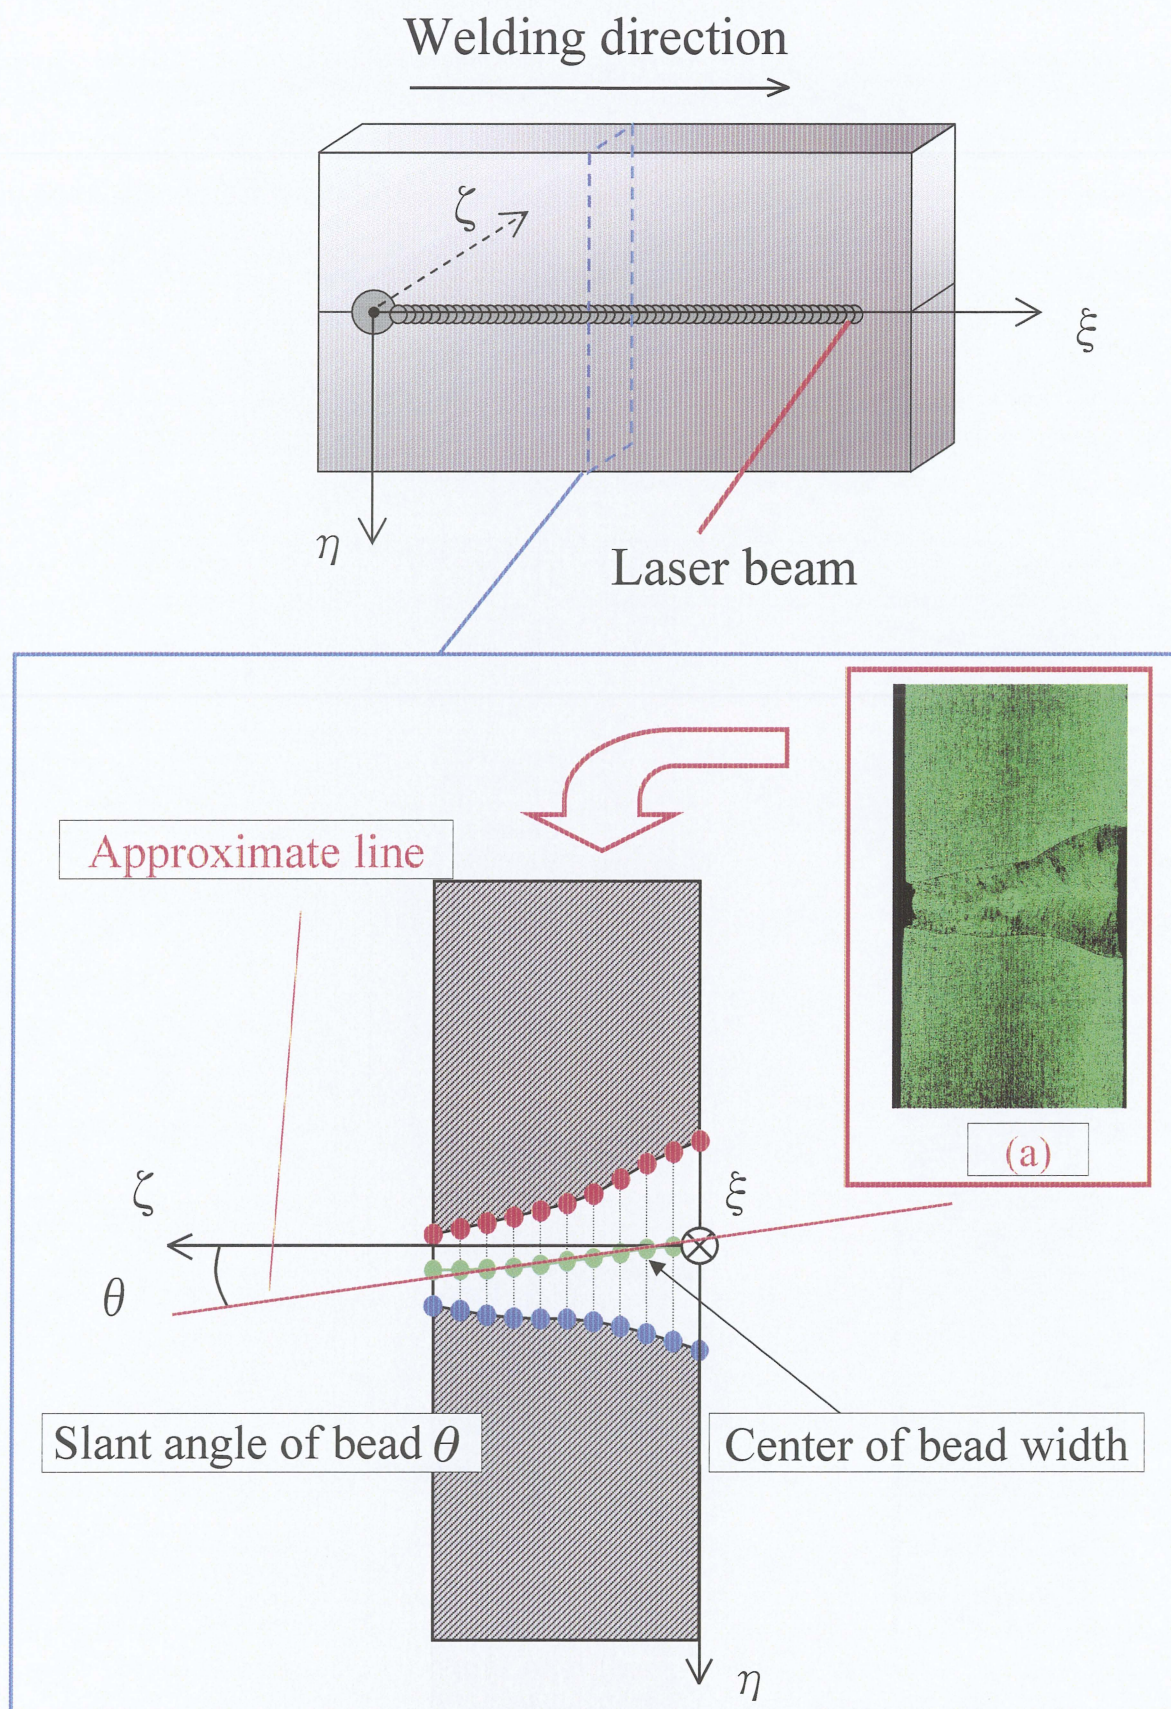 Welding direction
ζ
ξ
η
Laser beam
Approximate line
(a)
ζ
ξ
θ
Slant angle of bead θ
Center of bead width
η